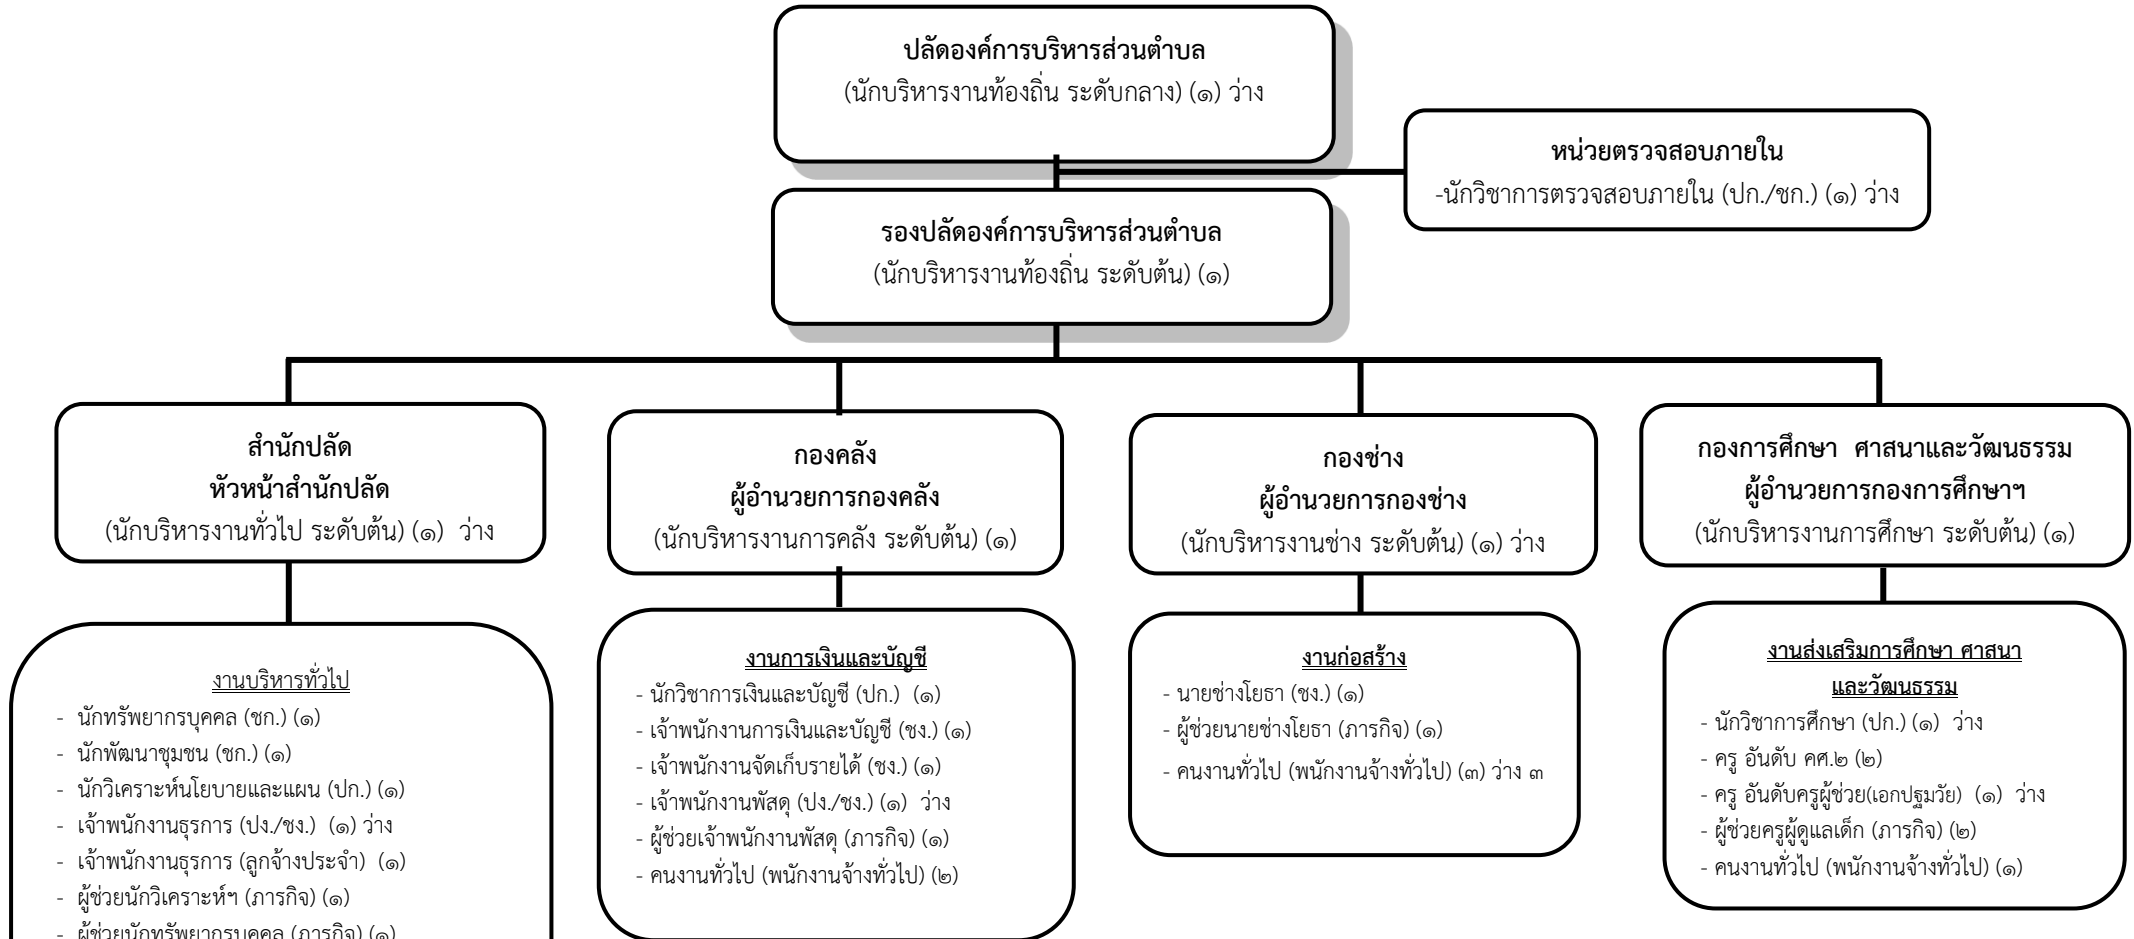 ปลัดองค์การบริหารส่วนตำบล
(นักบริหารงานท้องถิ่น ระดับกลาง) (๑) ว่าง
หน่วยตรวจสอบภายใน
-นักวิชาการตรวจสอบภายใน (ปก./ชก.) (๑) ว่าง
รองปลัดองค์การบริหารส่วนตำบล
(นักบริหารงานท้องถิ่น ระดับต้น) (๑)
สำนักปลัด
หัวหน้าสำนักปลัด
(นักบริหารงานทั่วไป ระดับต้น) (๑) ว่าง
กองคลัง
ผู้อำนวยการกองคลัง
(นักบริหารงานการคลัง ระดับต้น) (๑)
กองช่าง
ผู้อำนวยการกองช่าง
(นักบริหารงานช่าง ระดับต้น) (๑) ว่าง
กองการศึกษา ศาสนาและวัฒนธรรม
ผู้อำนวยการกองการศึกษาฯ
(นักบริหารงานการศึกษา ระดับต้น) (๑)
งานบริหารทั่วไป
- นักทรัพยากรบุคคล (ชก.) (๑)
- นักพัฒนาชุมชน (ชก.) (๑)
- นักวิเคราะห์นโยบายและแผน (ปก.) (๑)
- เจ้าพนักงานธุรการ (ปง./ชง.) (๑) ว่าง
- เจ้าพนักงานธุรการ (ลูกจ้างประจำ) (๑)
- ผู้ช่วยนักวิเคราะห์ฯ (ภารกิจ) (๑)
- ผู้ช่วยนักทรัพยากรบุคคล (ภารกิจ) (๑)
งานการเงินและบัญชี
- นักวิชาการเงินและบัญชี (ปก.) (๑)
- เจ้าพนักงานการเงินและบัญชี (ชง.) (๑)
- เจ้าพนักงานจัดเก็บรายได้ (ชง.) (๑)
- เจ้าพนักงานพัสดุ (ปง./ชง.) (๑) ว่าง
- ผู้ช่วยเจ้าพนักงานพัสดุ (ภารกิจ) (๑)
- คนงานทั่วไป (พนักงานจ้างทั่วไป) (๒)
งานก่อสร้าง
- นายช่างโยธา (ชง.) (๑)
- ผู้ช่วยนายช่างโยธา (ภารกิจ) (๑)
- คนงานทั่วไป (พนักงานจ้างทั่วไป) (๓) ว่าง ๓
งานส่งเสริมการศึกษา ศาสนา
และวัฒนธรรม
- นักวิชาการศึกษา (ปก.) (๑) ว่าง
- ครู อันดับ คศ.๒ (๒)
- ครู อันดับครูผู้ช่วย(เอกปฐมวัย) (๑) ว่าง
- ผู้ช่วยครูผู้ดูแลเด็ก (ภารกิจ) (๒)
- คนงานทั่วไป (พนักงานจ้างทั่วไป) (๑)